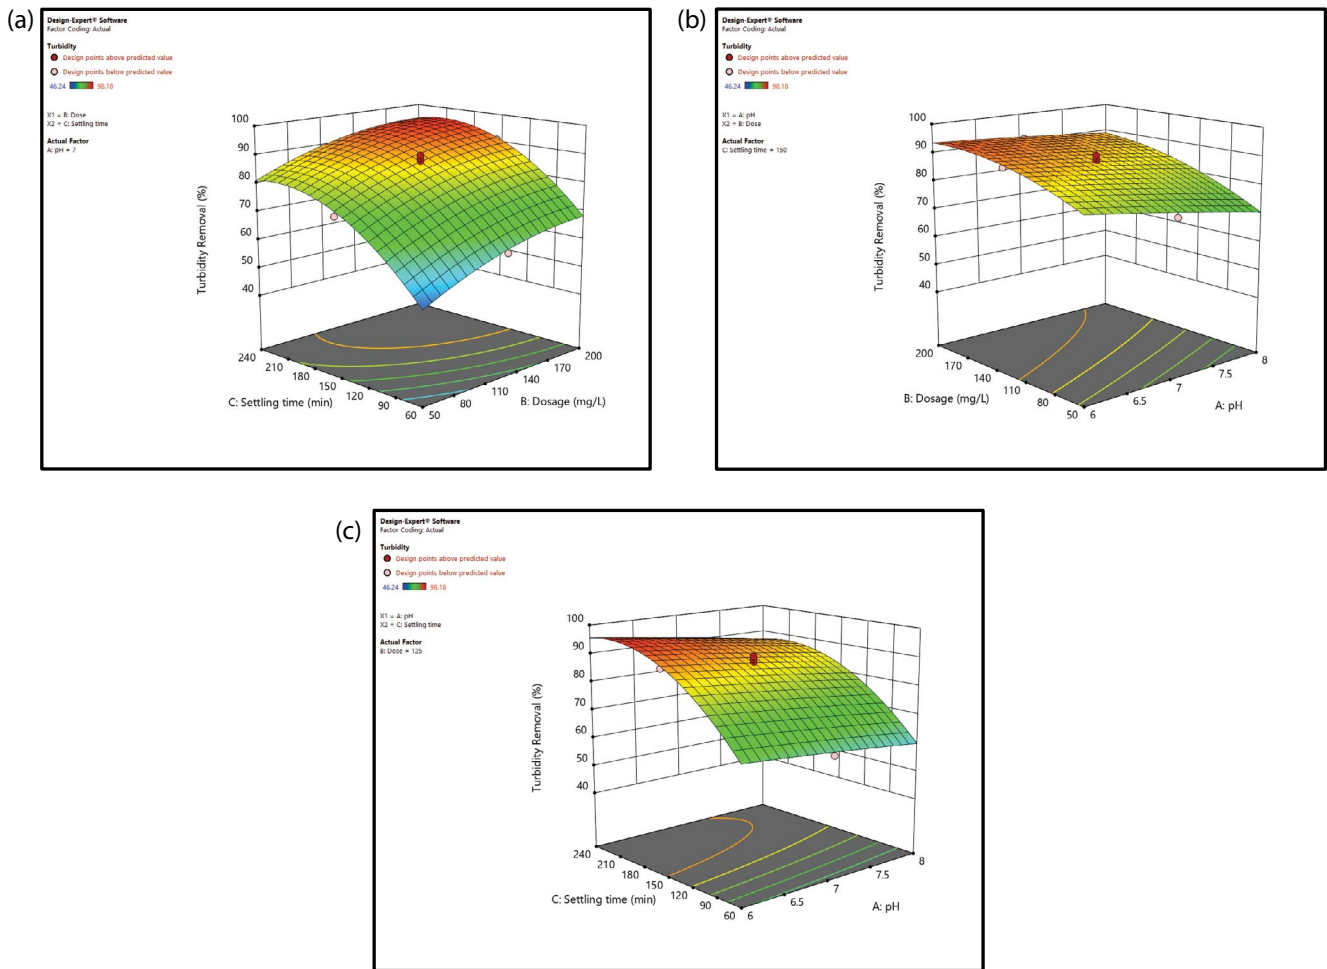 (a)
Design-Expert® Software
Factor Coding: Actual
Turbidity
Design points above predicted value
Design points below predicted value
46.24 98.18
X1 = B: Dose
X2 = C: Settling time
Actual Factor
A: pH = 7
100
90
80
70
60
50
40
Turbidity Removal (%)
240
210
180
150
120
90
60
C: Settling time (min)
50
80
110
140
170
200
B: Dosage (mg/L)
(b)
Design-Expert® Software
Factor Coding: Actual
Turbidity
Design points above predicted value
Design points below predicted value
46.24 98.18
X1 = A: pH
X2 = B: Dose
Actual Factor
C: Settling time = 150
100
90
80
70
60
50
40
Turbidity Removal (%)
200
170
140
110
80
50
B: Dosage (mg/L)
6
6.5
7
7.5
8
A: pH
(c)
Design-Expert® Software
Factor Coding: Actual
Turbidity
Design points above predicted value
Design points below predicted value
46.24 98.18
X1 = A: pH
X2 = C: Settling time
Actual Factor
B: Dose = 125
100
90
80
70
60
50
40
Turbidity Removal (%)
240
210
180
150
120
90
60
C: Settling time (min)
6
6.5
7
7.5
8
A: pH